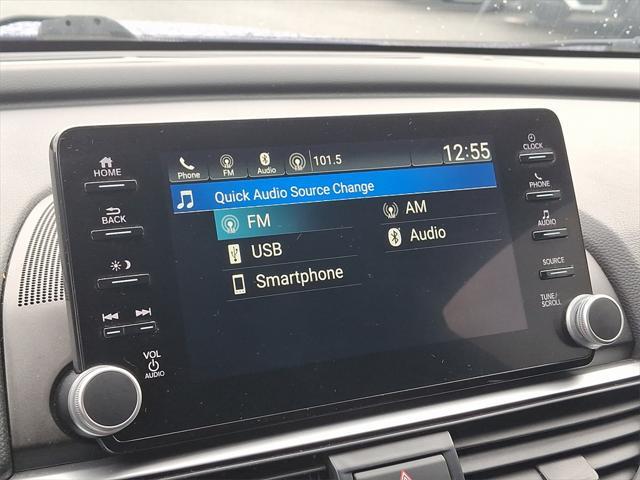 Phone FM Audio 101.5 12:55
Quick Audio Source Change
FM AM
USB Audio
Smartphone
HOME
BACK
VOL
AUDIO
CLOCK
PHONE
AUDIO
SOURCE
TUNE/
SCROLL